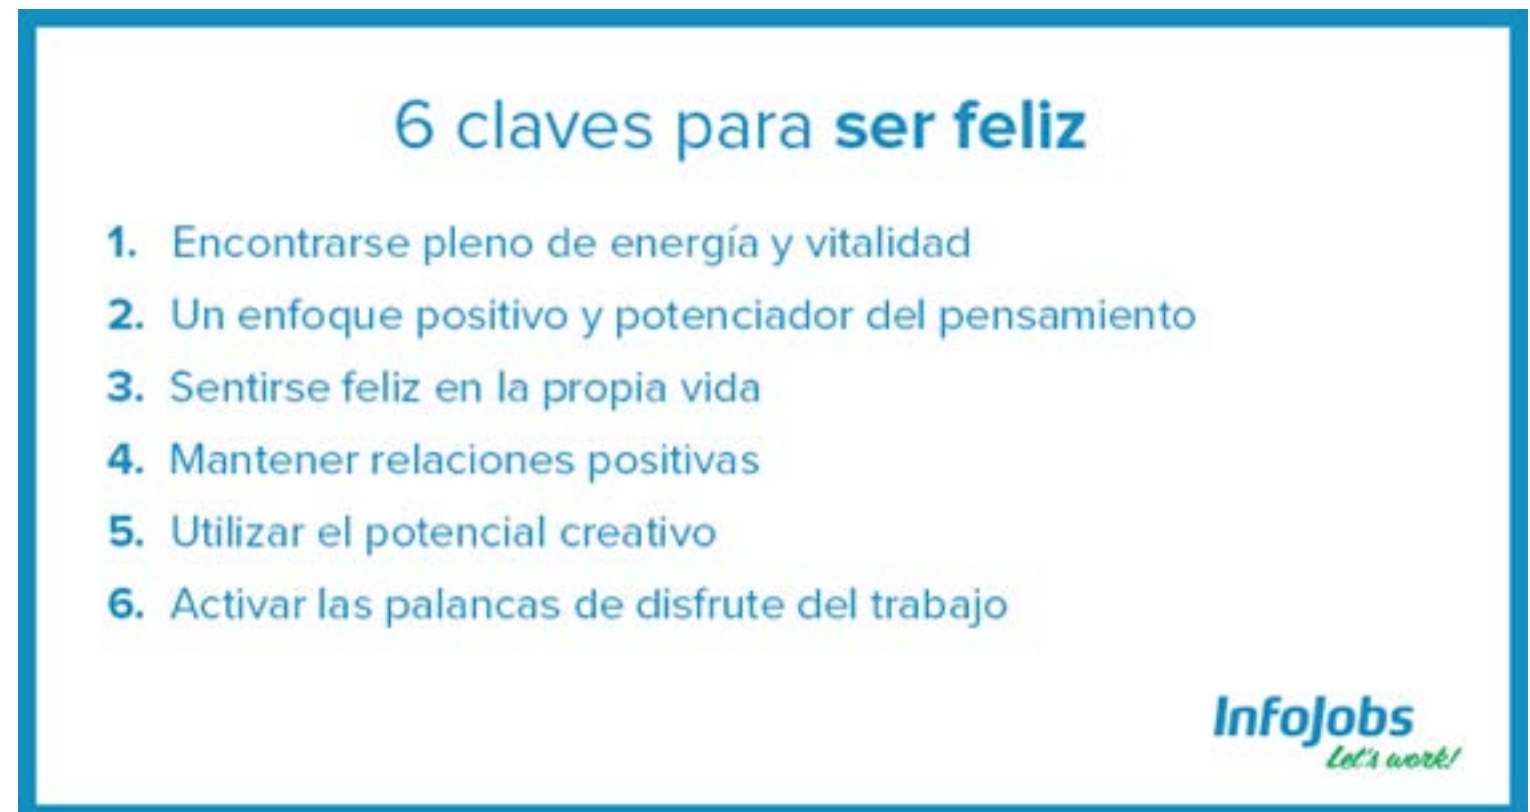 6 claves para ser feliz
1. Encontrarse pleno de energía y vitalidad
2. Un enfoque positivo y potenciador del pensamiento
3. Sentirse feliz en la propia vida
4. Mantener relaciones positivas
5. Utilizar el potencial creativo
6. Activar las palancas de disfrute del trabajo
InfoJobs
Let's work!